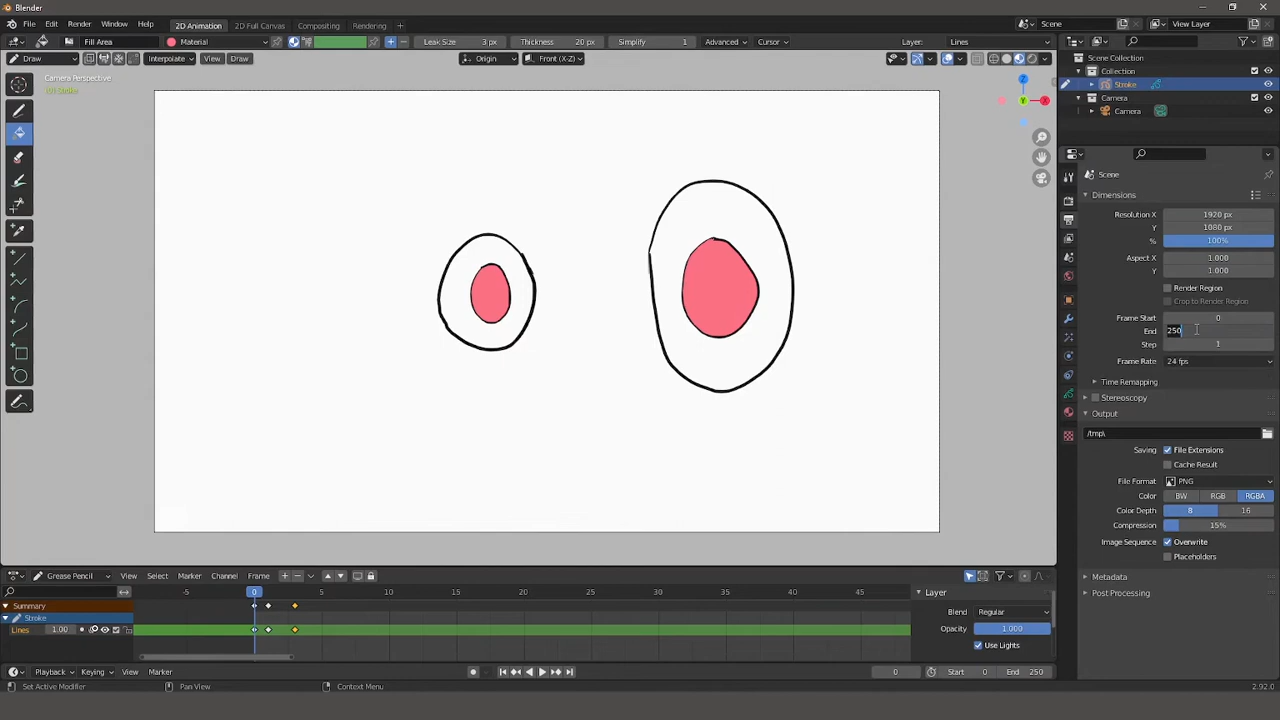 Blender
File Edit Render Window Help 2D Animation 2D Full Canvas Compositing Rendering + Scene View Layer
Fill Area Material Leak Size 3 px Thickness 20 px Simplify 1 Advanced Cursor Layer: Lines
Draw Interpolate View Draw Origin Front (X-Z)
Camera Perspective
(0) Stroke
Z
Y
X
Scene Collection
Collection
Stroke
Camera
Camera
Scene
Dimensions
Resolution X 1920 px
Y 1080 px
% 100%
Aspect X 1.000
Y 1.000
Render Region
Crop to Render Region
Frame Start 0
End 250
Step 1
Frame Rate 24 fps
Time Remapping
Stereoscopy
Output
/tmp\
Saving File Extensions
Cache Result
File Format PNG
Color BW RGB RGBA
Color Depth 8 16
Compression 15%
Image Sequence Overwrite
Placeholders
Metadata
Post Processing
Grease Pencil View Select Marker Channel Frame
-5 0 5 10 15 20 25 30 35 40 45
Summary
Stroke
Lines 1.00
Layer
Blend Regular
Opacity 1.000
Use Lights
Playback Keying View Marker 0 Start 0 End 250
Set Active Modifier Pan View Context Menu 2.92.0